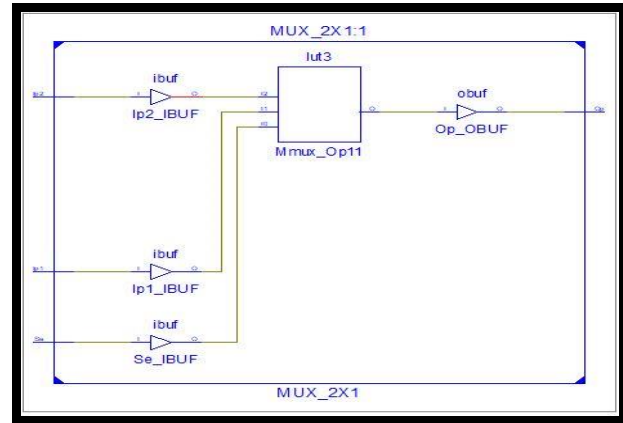 MUX_2X1:1
lut3
ibuf
Ip2_IBUF
obuf
Op_OBUF
Mmux_Op11
ibuf
Ip1_IBUF
ibuf
Se_IBUF
MUX_2X1